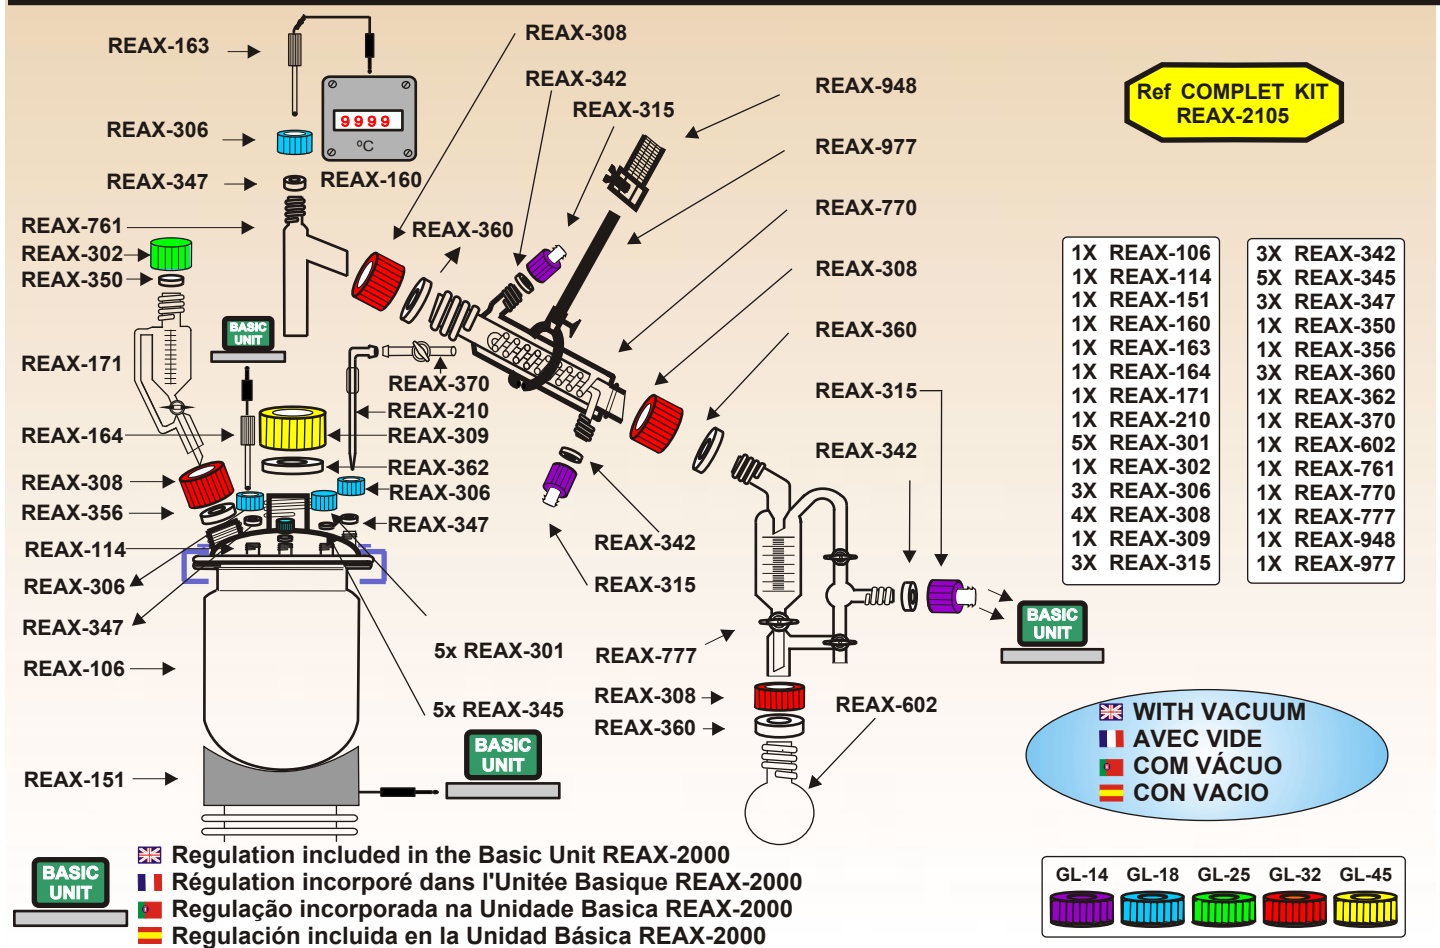 REAX-163
REAX-306
REAX-347
REAX-761
REAX-302
REAX-350
REAX-171
REAX-164
REAX-308
REAX-356
REAX-114
REAX-306
REAX-347
REAX-106
REAX-151
9999
ºC
REAX-160
BASIC
UNIT
REAX-308
REAX-342
REAX-315
REAX-360
REAX-370
REAX-210
REAX-309
REAX-362
REAX-306
REAX-347
5x REAX-301
5x REAX-345
BASIC
UNIT
REAX-948
REAX-977
REAX-770
REAX-308
REAX-360
REAX-315
REAX-342
REAX-342
REAX-315
REAX-777
REAX-308
REAX-360
REAX-602
BASIC
UNIT
Ref COMPLET KIT
REAX-2105
1X REAX-106
1X REAX-114
1X REAX-151
1X REAX-160
1X REAX-163
1X REAX-164
1X REAX-171
1X REAX-210
5X REAX-301
1X REAX-302
3X REAX-306
4X REAX-308
1X REAX-309
3X REAX-315
3X REAX-342
5X REAX-345
3X REAX-347
1X REAX-350
1X REAX-356
3X REAX-360
1X REAX-362
1X REAX-370
1X REAX-602
1X REAX-761
1X REAX-770
1X REAX-777
1X REAX-948
1X REAX-977
WITH VACUUM
AVEC VIDE
COM VÁCUO
CON VACIO
BASIC
UNIT
Regulation included in the Basic Unit REAX-2000
Régulation incorporé dans l'Unitée Basique REAX-2000
Regulação incorporada na Unidade Basica REAX-2000
Regulación incluida en la Unidad Básica REAX-2000
GL-14 GL-18 GL-25 GL-32 GL-45